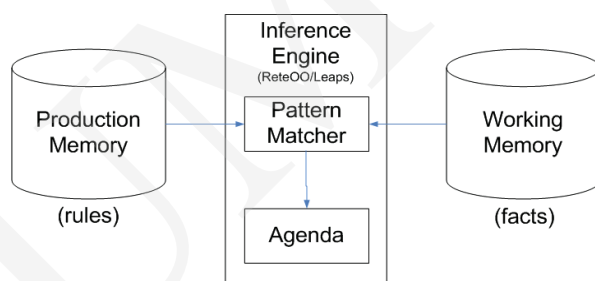 Inference
Engine
(ReteOO/Leaps)
Production
Memory
(rules)
Pattern
Matcher
Agenda
Working
Memory
(facts)